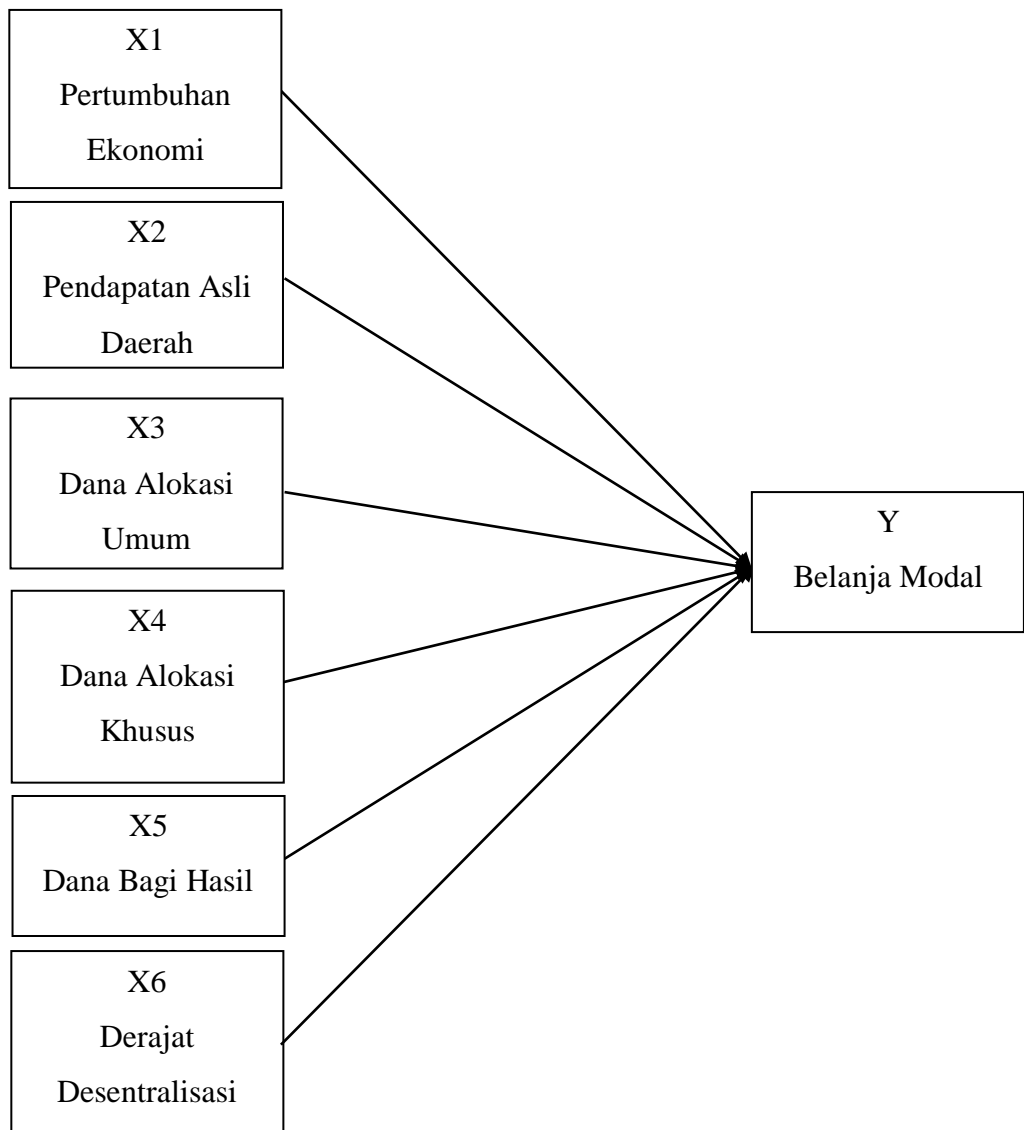 X1
Pertumbuhan
Ekonomi
X2
Pendapatan Asli
Daerah
X3
Dana Alokasi
Umum
X4
Dana Alokasi
Khusus
X5
Dana Bagi Hasil
X6
Derajat
Desentralisasi
Y
Belanja Modal